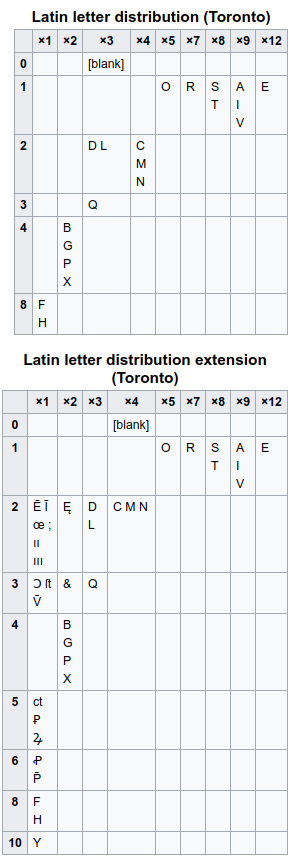 Latin letter distribution (Toronto)
×1 ×2 ×3 ×4 ×5 ×7 ×8 ×9 ×12
0 [blank]
1 O R S A E
T I
V
2 D L C
M
N
3 Q
4 B
G
P
X
8 F
H
Latin letter distribution extension
(Toronto)
×1 ×2 ×3 ×4 ×5 ×7 ×8 ×9 ×12
0 [blank]
1 O R S A E
T I
V
2 Ē Ī Ę D C M N
œ ; L
ıı
ııı
3 Ɔ ſt & Q
V̄
4 B
G
P
X
5 ct
Ꝑ
ꝝ
6 ꝓ
P̄
8 F
H
10 Y